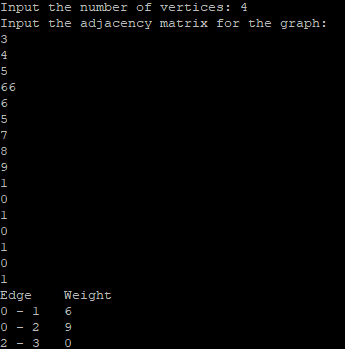 Input the number of vertices: 4
Input the adjacency matrix for the graph:
3
4
5
66
6
5
7
8
9
1
0
1
0
1
0
1
Edge    Weight
0 - 1   6
0 - 2   9
2 - 3   0